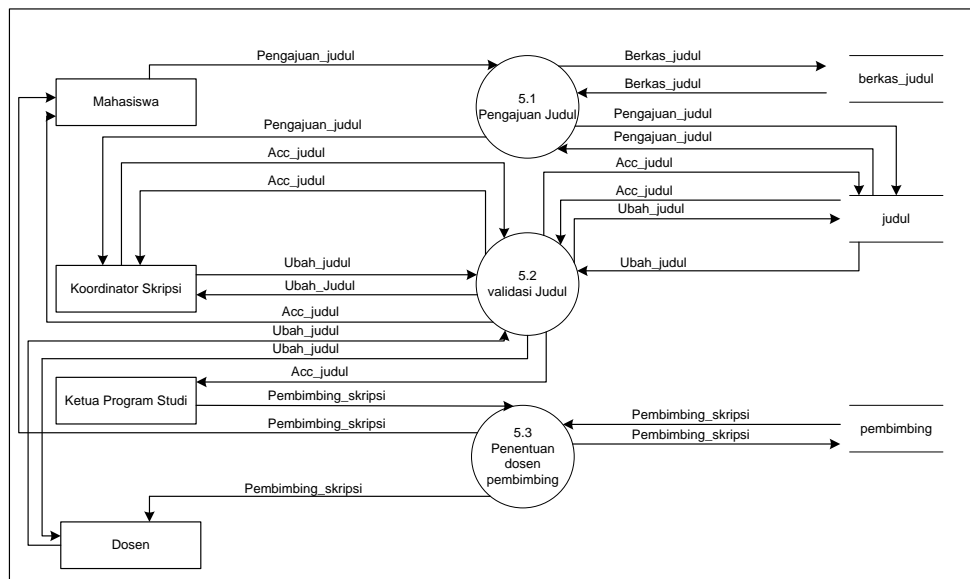 Pengajuan_judul
Berkas_judul
Mahasiswa
5.1
Pengajuan Judul
Berkas_judul
berkas_judul
Pengajuan_judul
Pengajuan_judul
Pengajuan_judul
Acc_judul
Acc_judul
Acc_judul
Acc_judul
Ubah_judul
judul
Koordinator Skripsi
Ubah_judul
5.2
validasi Judul
Ubah_judul
Ubah_Judul
Acc_judul
Ubah_judul
Ubah_judul
Acc_judul
Ketua Program Studi
Pembimbing_skripsi
Pembimbing_skripsi
5.3
Penentuan
dosen
pembimbing
Pembimbing_skripsi
Pembimbing_skripsi
pembimbing
Pembimbing_skripsi
Dosen